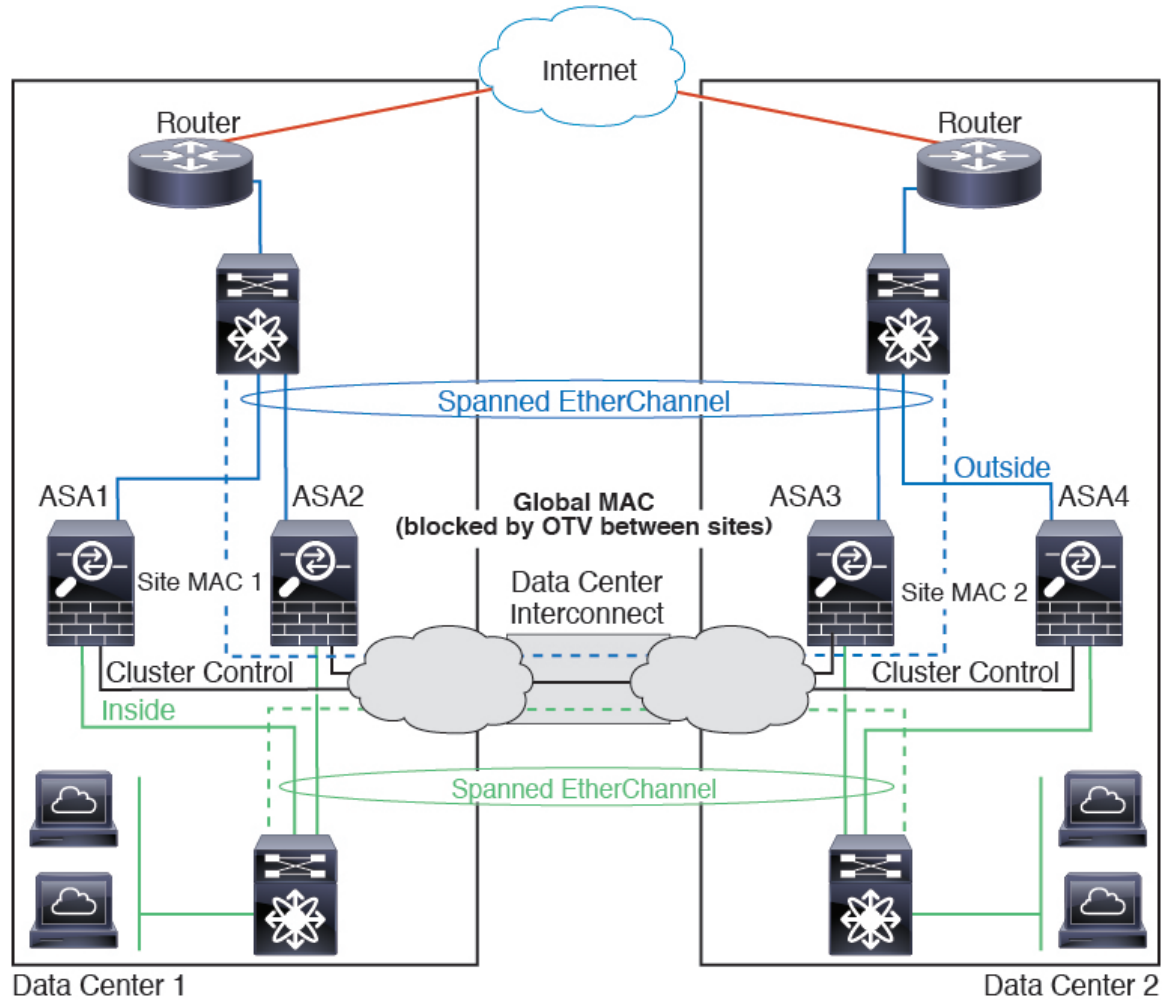 Internet
Router
Router
Spanned EtherChannel
Outside
ASA1
ASA2
Global MAC
(blocked by OTV between sites)
ASA3
ASA4
Site MAC 1
Data Center
Interconnect
Site MAC 2
Cluster Control
Cluster Control
Inside
Spanned EtherChannel
Data Center 1
Data Center 2